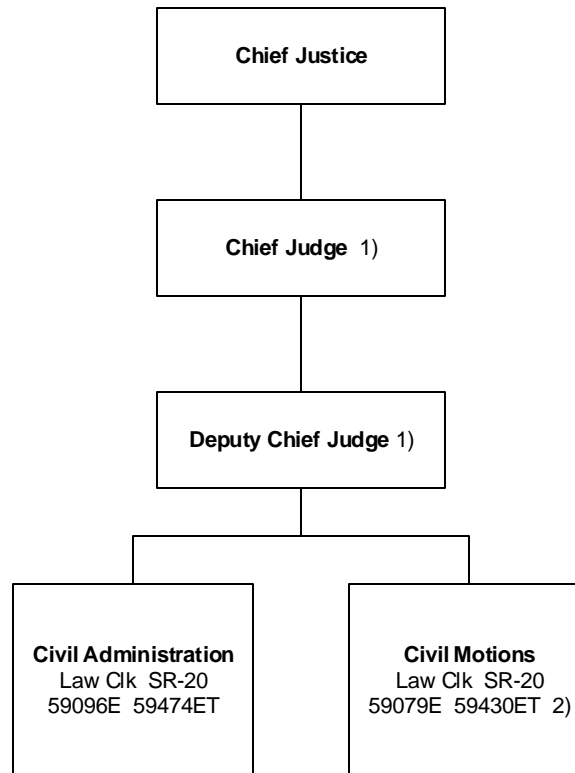 Chief Justice
Chief Judge 1)
Deputy Chief Judge 1)
Civil Administration
Law Clk SR-20
59096E 59474ET
Civil Motions
Law Clk SR-20
59079E 59430ET 2)